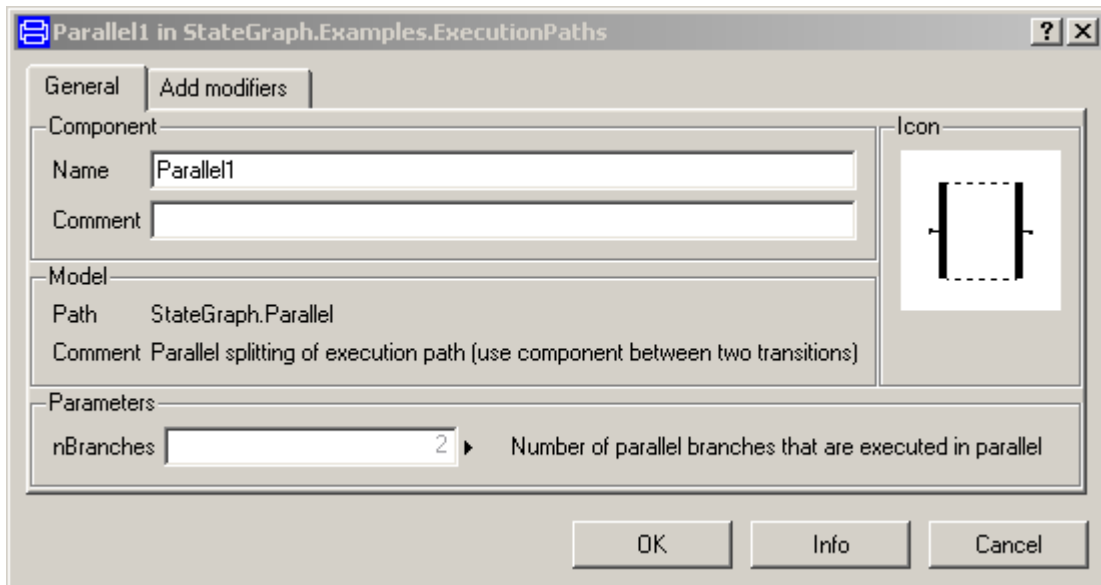 Parallel1 in StateGraph.Examples.ExecutionPaths ?
General Add modifiers
Component Icon
Name Parallel1
Comment
Model
Path StateGraph.Parallel
Comment Parallel splitting of execution path (use component between two transitions)
Parameters
nBranches 2 Number of parallel branches that are executed in parallel
OK Info Cancel